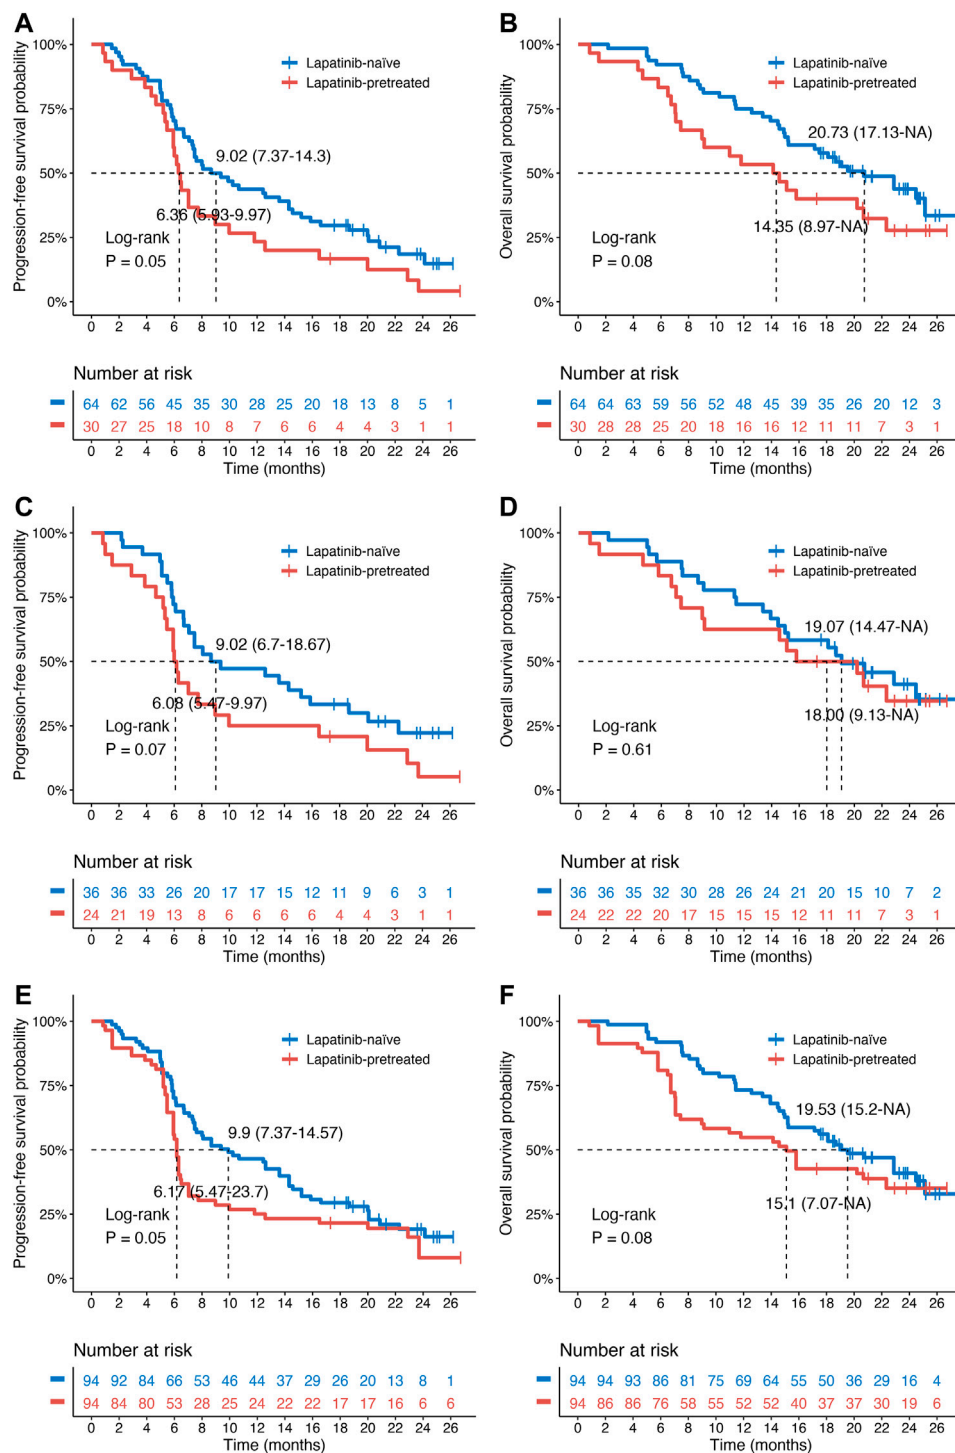 A
Progression-free survival probability
100%
75%
50%
25%
0%
Lapatinib-naïve
Lapatinib-pretreated
9.02 (7.37-14.3)
6.36 (5.93-9.97)
Log-rank
P = 0.05
0 2 4 6 8 10 12 14 16 18 20 22 24 26
Number at risk
64 62 56 45 35 30 28 25 20 18 13 8 5 1
30 27 25 18 10 8 7 6 6 4 4 3 1 1
0 2 4 6 8 10 12 14 16 18 20 22 24 26
Time (months)
B
Overall survival probability
100%
75%
50%
25%
0%
Lapatinib-naïve
Lapatinib-pretreated
20.73 (17.13-NA)
14.35 (8.97-NA)
Log-rank
P = 0.08
0 2 4 6 8 10 12 14 16 18 20 22 24 26
Number at risk
64 64 63 59 56 52 48 45 39 35 26 20 12 3
30 28 28 25 20 18 16 16 12 11 11 7 3 1
0 2 4 6 8 10 12 14 16 18 20 22 24 26
Time (months)
C
Progression-free survival probability
100%
75%
50%
25%
0%
Lapatinib-naïve
Lapatinib-pretreated
9.02 (6.7-18.67)
6.08 (5.47-9.97)
Log-rank
P = 0.07
0 2 4 6 8 10 12 14 16 18 20 22 24 26
Number at risk
36 36 33 26 20 17 17 15 12 11 9 6 3 1
24 21 19 13 8 6 6 6 6 4 4 3 1 1
0 2 4 6 8 10 12 14 16 18 20 22 24 26
Time (months)
D
Overall survival probability
100%
75%
50%
25%
0%
Lapatinib-naïve
Lapatinib-pretreated
19.07 (14.47-NA)
18.00 (9.13-NA)
Log-rank
P = 0.61
0 2 4 6 8 10 12 14 16 18 20 22 24 26
Number at risk
36 36 35 32 30 28 26 24 21 20 15 10 7 2
24 22 22 20 17 15 15 15 12 11 11 7 3 1
0 2 4 6 8 10 12 14 16 18 20 22 24 26
Time (months)
E
Progression-free survival probability
100%
75%
50%
25%
0%
Lapatinib-naïve
Lapatinib-pretreated
9.9 (7.37-14.57)
6.17 (5.47-23.7)
Log-rank
P = 0.05
0 2 4 6 8 10 12 14 16 18 20 22 24 26
Number at risk
94 92 84 66 53 46 44 37 29 26 20 13 8 1
94 84 80 53 28 25 24 22 22 17 17 16 6 6
0 2 4 6 8 10 12 14 16 18 20 22 24 26
Time (months)
F
Overall survival probability
100%
75%
50%
25%
0%
Lapatinib-naïve
Lapatinib-pretreated
19.53 (15.2-NA)
15.1 (7.07-NA)
Log-rank
P = 0.08
0 2 4 6 8 10 12 14 16 18 20 22 24 26
Number at risk
94 94 93 86 81 75 69 64 55 50 36 29 16 4
94 86 86 76 58 55 52 52 40 37 37 30 19 6
0 2 4 6 8 10 12 14 16 18 20 22 24 26
Time (months)